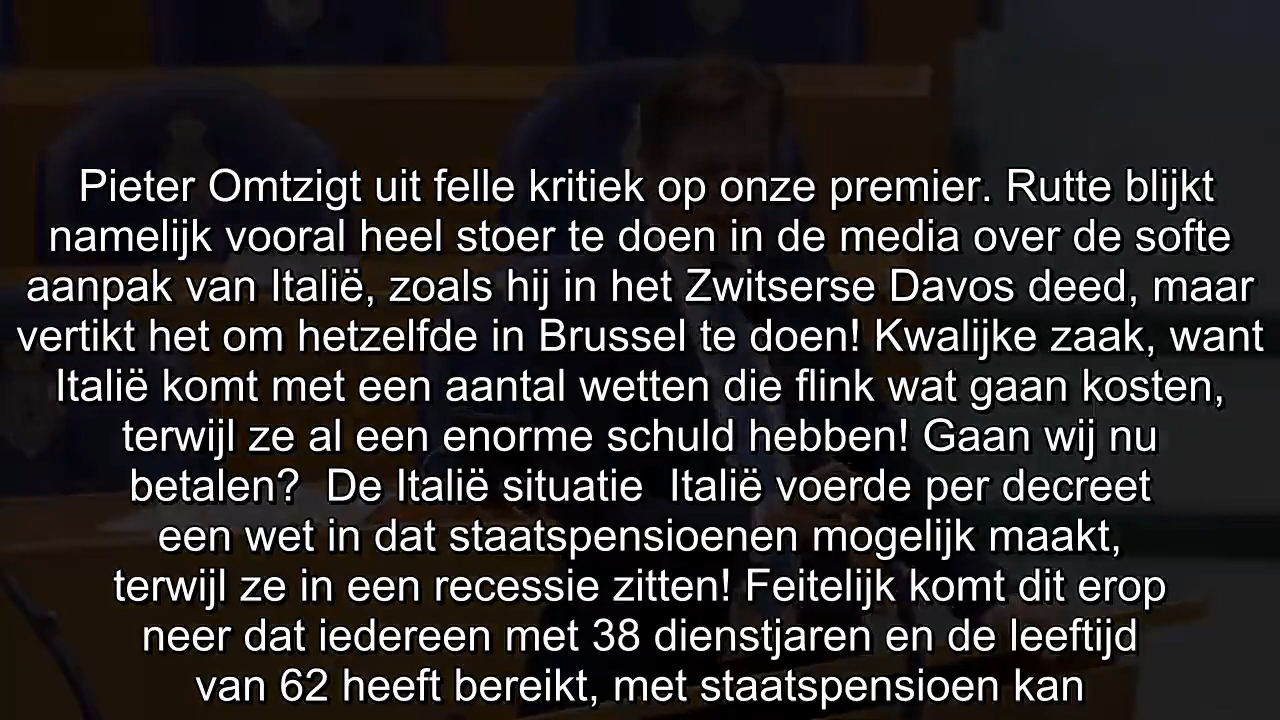 Pieter Omtzigt uit felle kritiek op onze premier. Rutte blijkt
namelijk vooral heel stoer te doen in de media over de softe
aanpak van Italië, zoals hij in het Zwitserse Davos deed, maar
vertikt het om hetzelfde in Brussel te doen! Kwalijke zaak, want
Italië komt met een aantal wetten die flink wat gaan kosten,
terwijl ze al een enorme schuld hebben! Gaan wij nu
betalen?  De Italië situatie  Italië voerde per decreet
een wet in dat staatspensioenen mogelijk maakt,
terwijl ze in een recessie zitten! Feitelijk komt dit erop
neer dat iedereen met 38 dienstjaren en de leeftijd
van 62 heeft bereikt, met staatspensioen kan